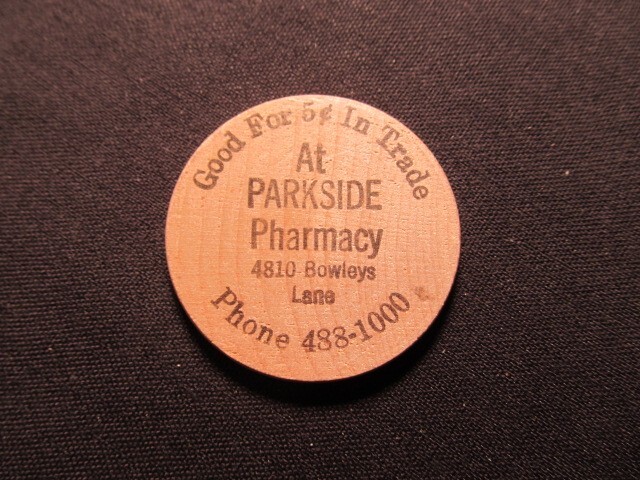 Good For 5¢ In Trade
At
PARKSIDE
Pharmacy
4810 Bowleys
Lane
Phone 488-1000